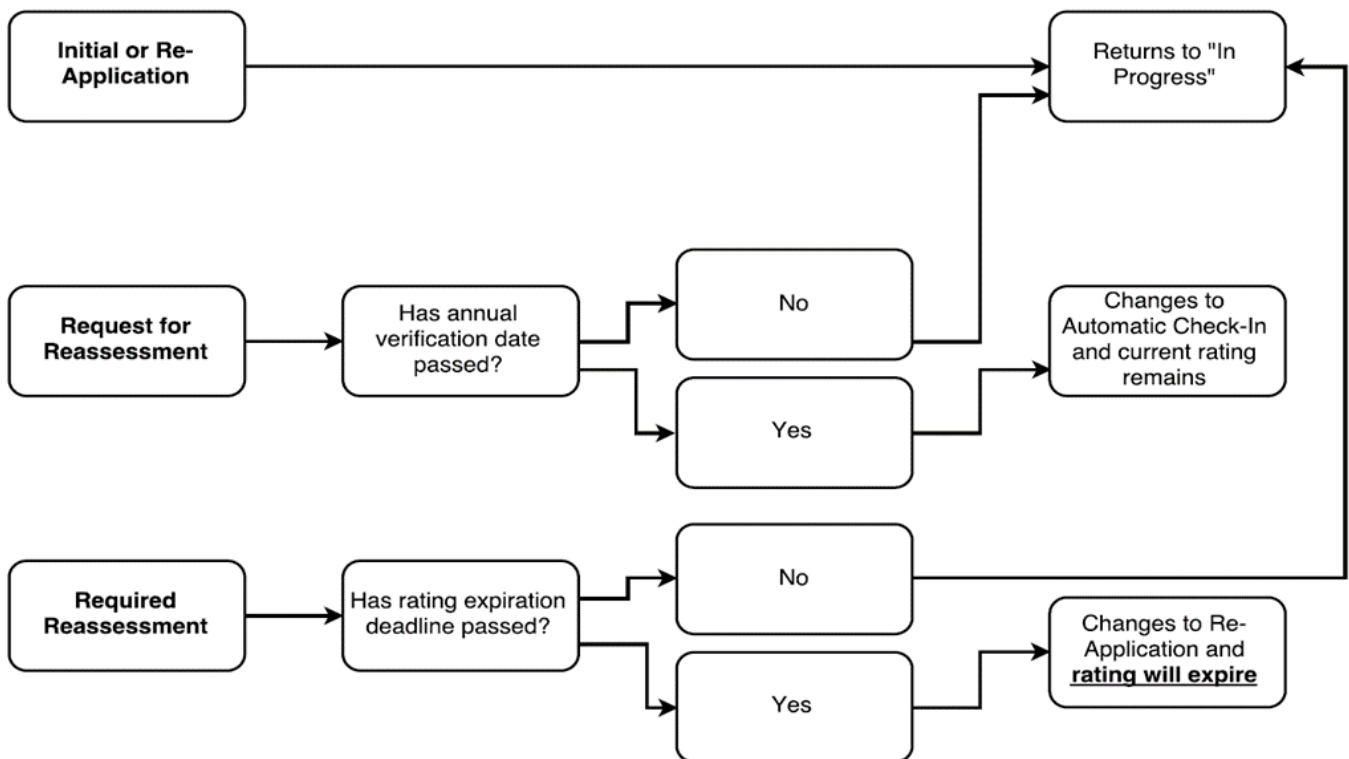 Initial or Re-
Application
Returns to "In
Progress"
Request for
Reassessment
Has annual
verification date
passed?
No
Yes
Changes to
Automatic Check-In
and current rating
remains
Required
Reassessment
Has rating expiration
deadline passed?
No
Yes
Changes to Re-
Application and
rating will expire